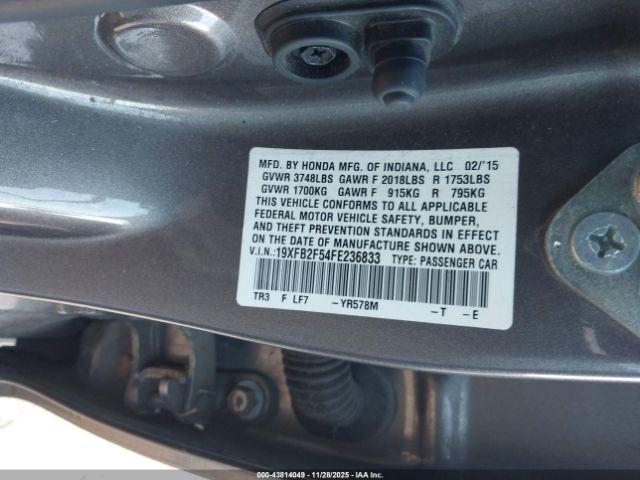 MFD. BY HONDA MFG. OF INDIANA, LLC 02/'15
GVWR 3748LBS GAWR F 2018LBS R 1753LBS
GVWR 1700KG GAWR F 915KG R 795KG
THIS VEHICLE CONFORMS TO ALL APPLICABLE
FEDERAL MOTOR VEHICLE SAFETY, BUMPER,
AND THEFT PREVENTION STANDARDS IN EFFECT
ON THE DATE OF MANUFACTURE SHOWN ABOVE.
V.I.N.:19XFB2F54FE236833 TYPE: PASSENGER CAR
TR3 F LF7 -YR578M -T -E
000-43814049 - 11/28/2025 - IAA Inc.